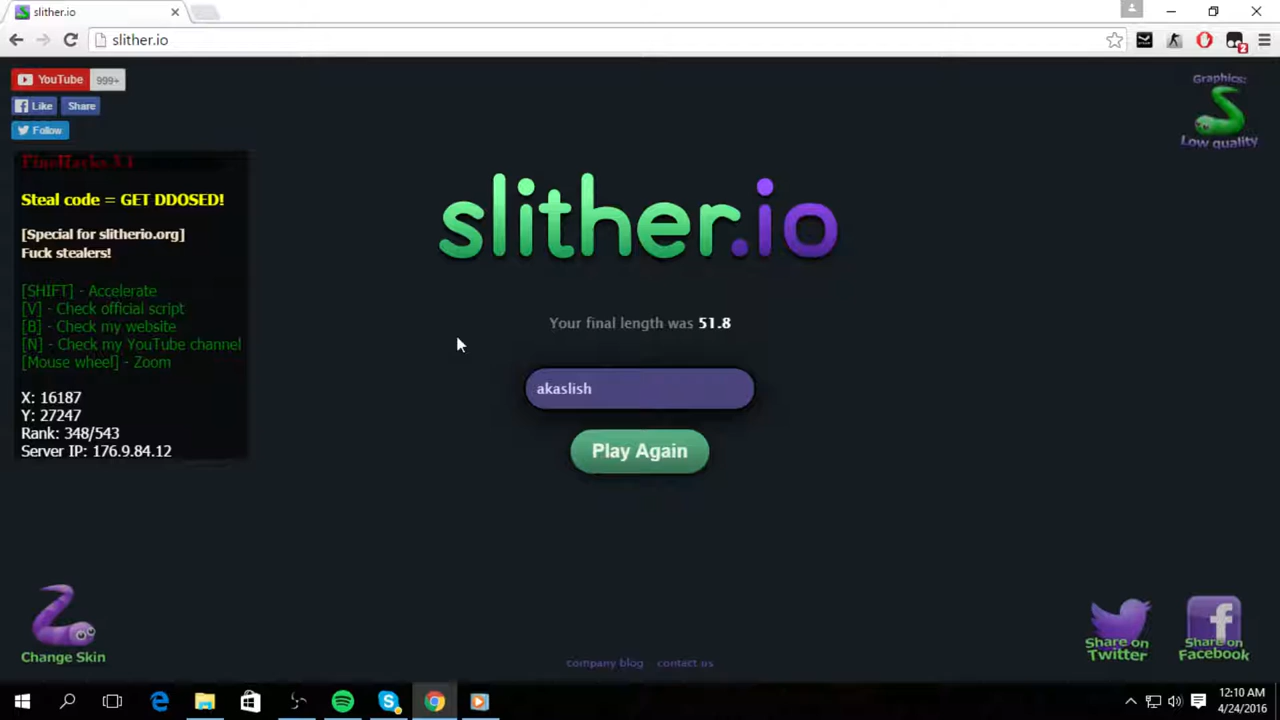 slither.io
slither.io
YouTube 999+
Like Share
Follow
Graphics:
Low quality
Steal code = GET DDOSED!
[Special for slitherio.org]
Fuck stealers!
[SHIFT] - Accelerate
[V] - Check official script
[B] - Check my website
[N] - Check my YouTube channel
[Mouse wheel] - Zoom
X: 16187
Y: 27247
Rank: 348/543
Server IP: 176.9.84.12
slither.io
Your final length was 51.8
akaslish
Play Again
Change Skin
Share on
Twitter
Share on
Facebook
company blog contact us
2
12:10 AM
4/24/2016